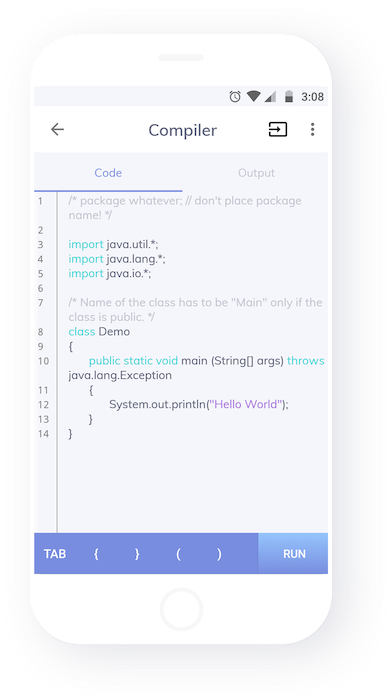 3:08
Compiler
Code Output
1 /* package whatever; // don't place package
name! */
2
3 import java.util.*;
4 import java.lang.*;
5 import java.io.*;
6
7 /* Name of the class has to be "Main" only if the
class is public. */
8 class Demo
9 {
10 public static void main (String[] args) throws
java.lang.Exception
11 {
12 System.out.println("Hello World");
13 }
14 }
TAB { } ( ) RUN